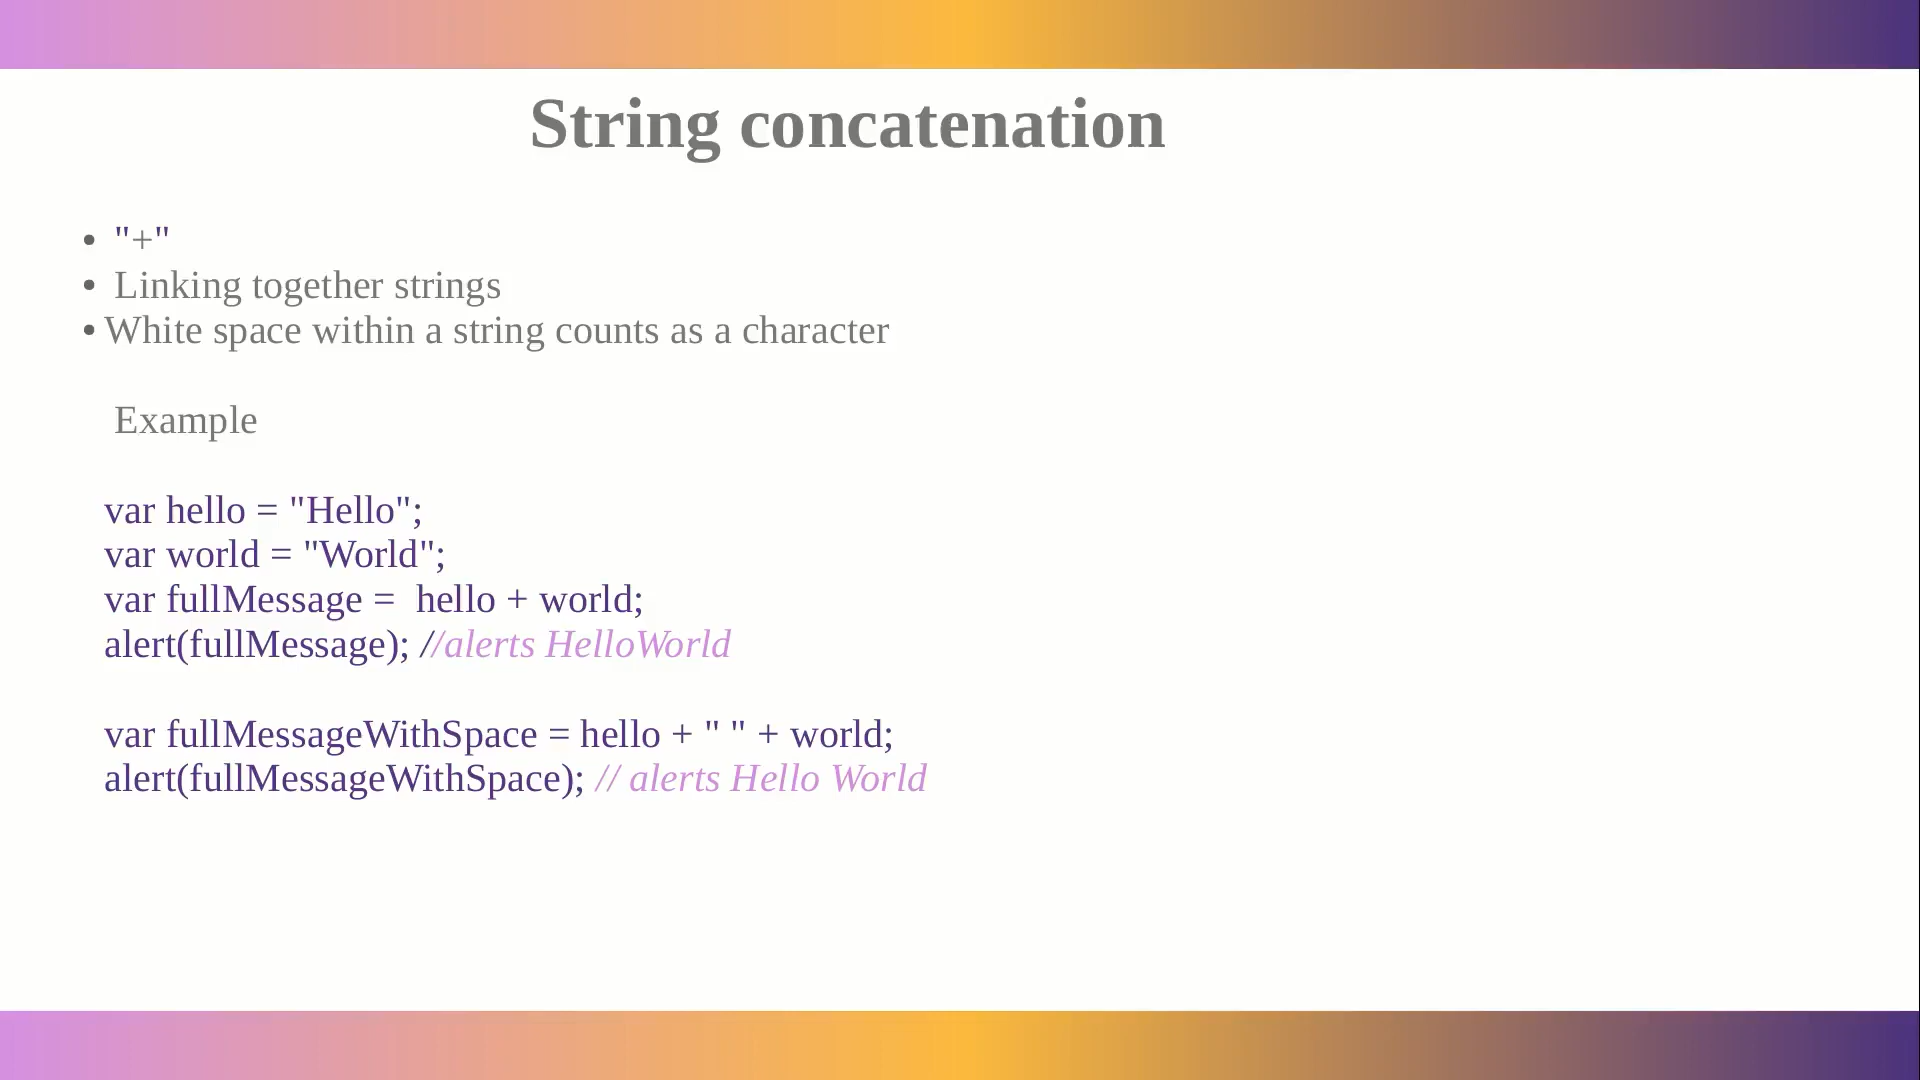 String concatenation
• "+"
• Linking together strings
• White space within a string counts as a character
Example
var hello = "Hello";
var world = "World";
var fullMessage =  hello + world;
alert(fullMessage); //alerts HelloWorld
var fullMessageWithSpace = hello + " " + world;
alert(fullMessageWithSpace); // alerts Hello World